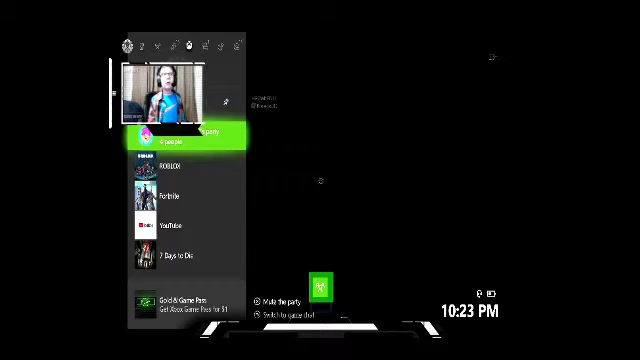 s party
4 people
ROBLOX
Fortnite
YouTube
7 Days to Die
Gold & Game Pass
Get Xbox Game Pass for $1
Mute the party
Switch to game chat
10:23 PM